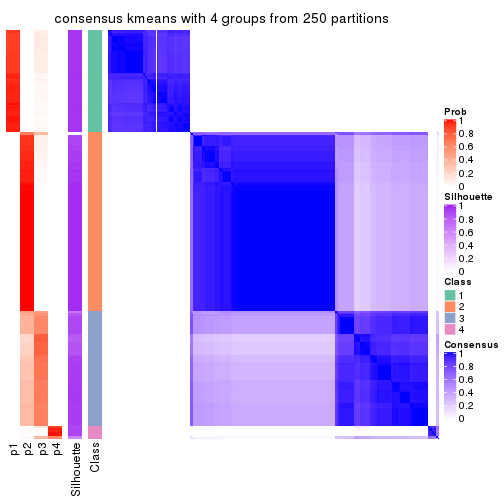 consensus kmeans with 4 groups from 250 partitions
Prob
1
0.8
0.6
0.4
0.2
0
Silhouette
1
0.8
0.6
0.4
0.2
0
Class
1
2
3
4
Consensus
1
0.8
0.6
0.4
0.2
0
p1
p2
p3
p4
Silhouette
Class